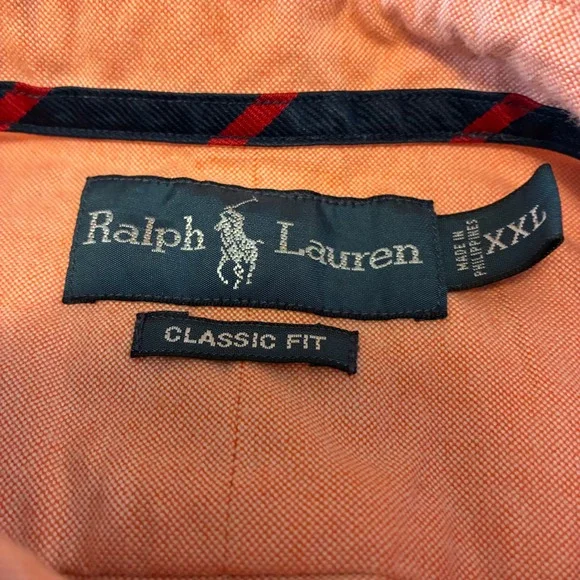 Ralph Lauren
MADE IN
PHILIPPINES
XXL
CLASSIC FIT